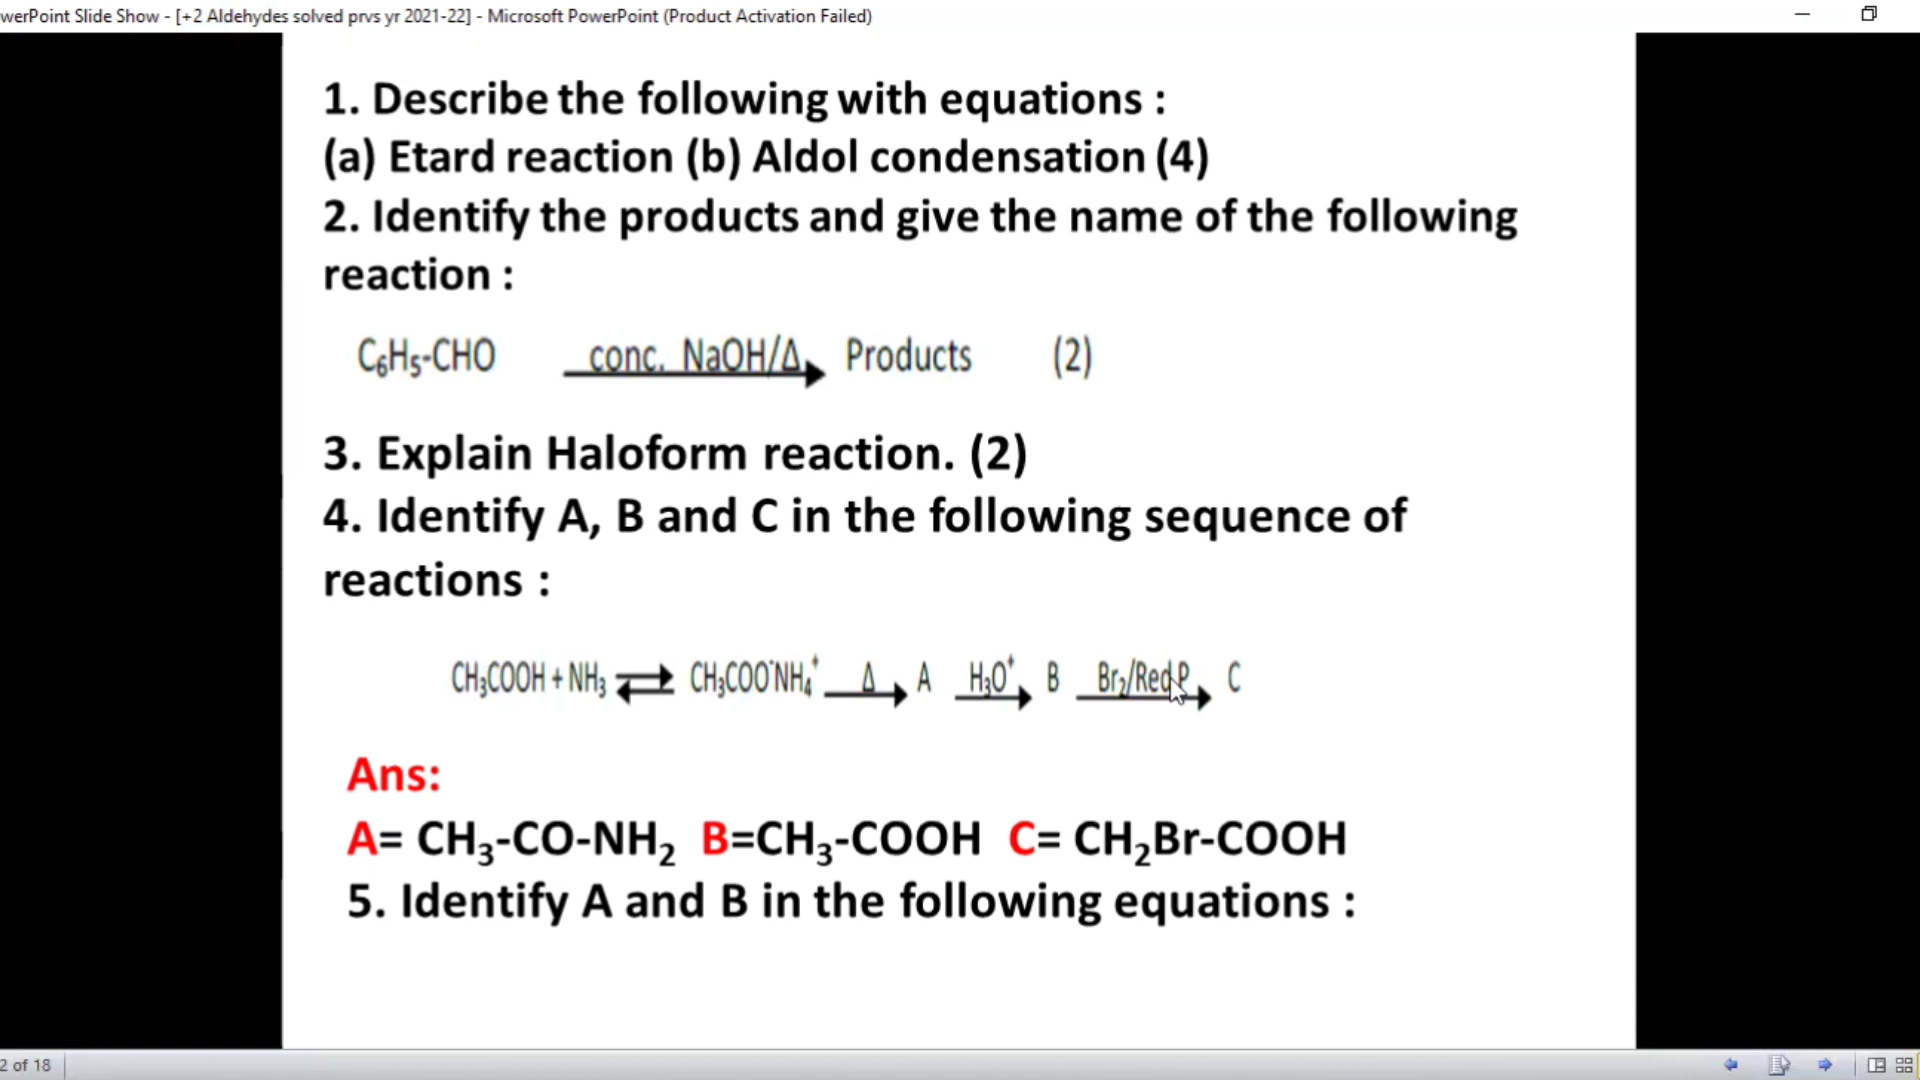 werPoint Slide Show - [+2 Aldehydes solved prvs yr 2021-22] - Microsoft PowerPoint (Product Activation Failed)
1. Describe the following with equations :
(a) Etard reaction (b) Aldol condensation (4)
2. Identify the products and give the name of the following
reaction :
C₆H₅-CHO conc. NaOH/Δ Products (2)
3. Explain Haloform reaction. (2)
4. Identify A, B and C in the following sequence of
reactions :
CH₃COOH + NH₃ ⇌ CH₃COO⁻NH₄⁺ Δ→ A H₃O⁺→ B Br₂/Red P→ C
Ans:
A= CH₃-CO-NH₂ B=CH₃-COOH C= CH₂Br-COOH
5. Identify A and B in the following equations :
2 of 18